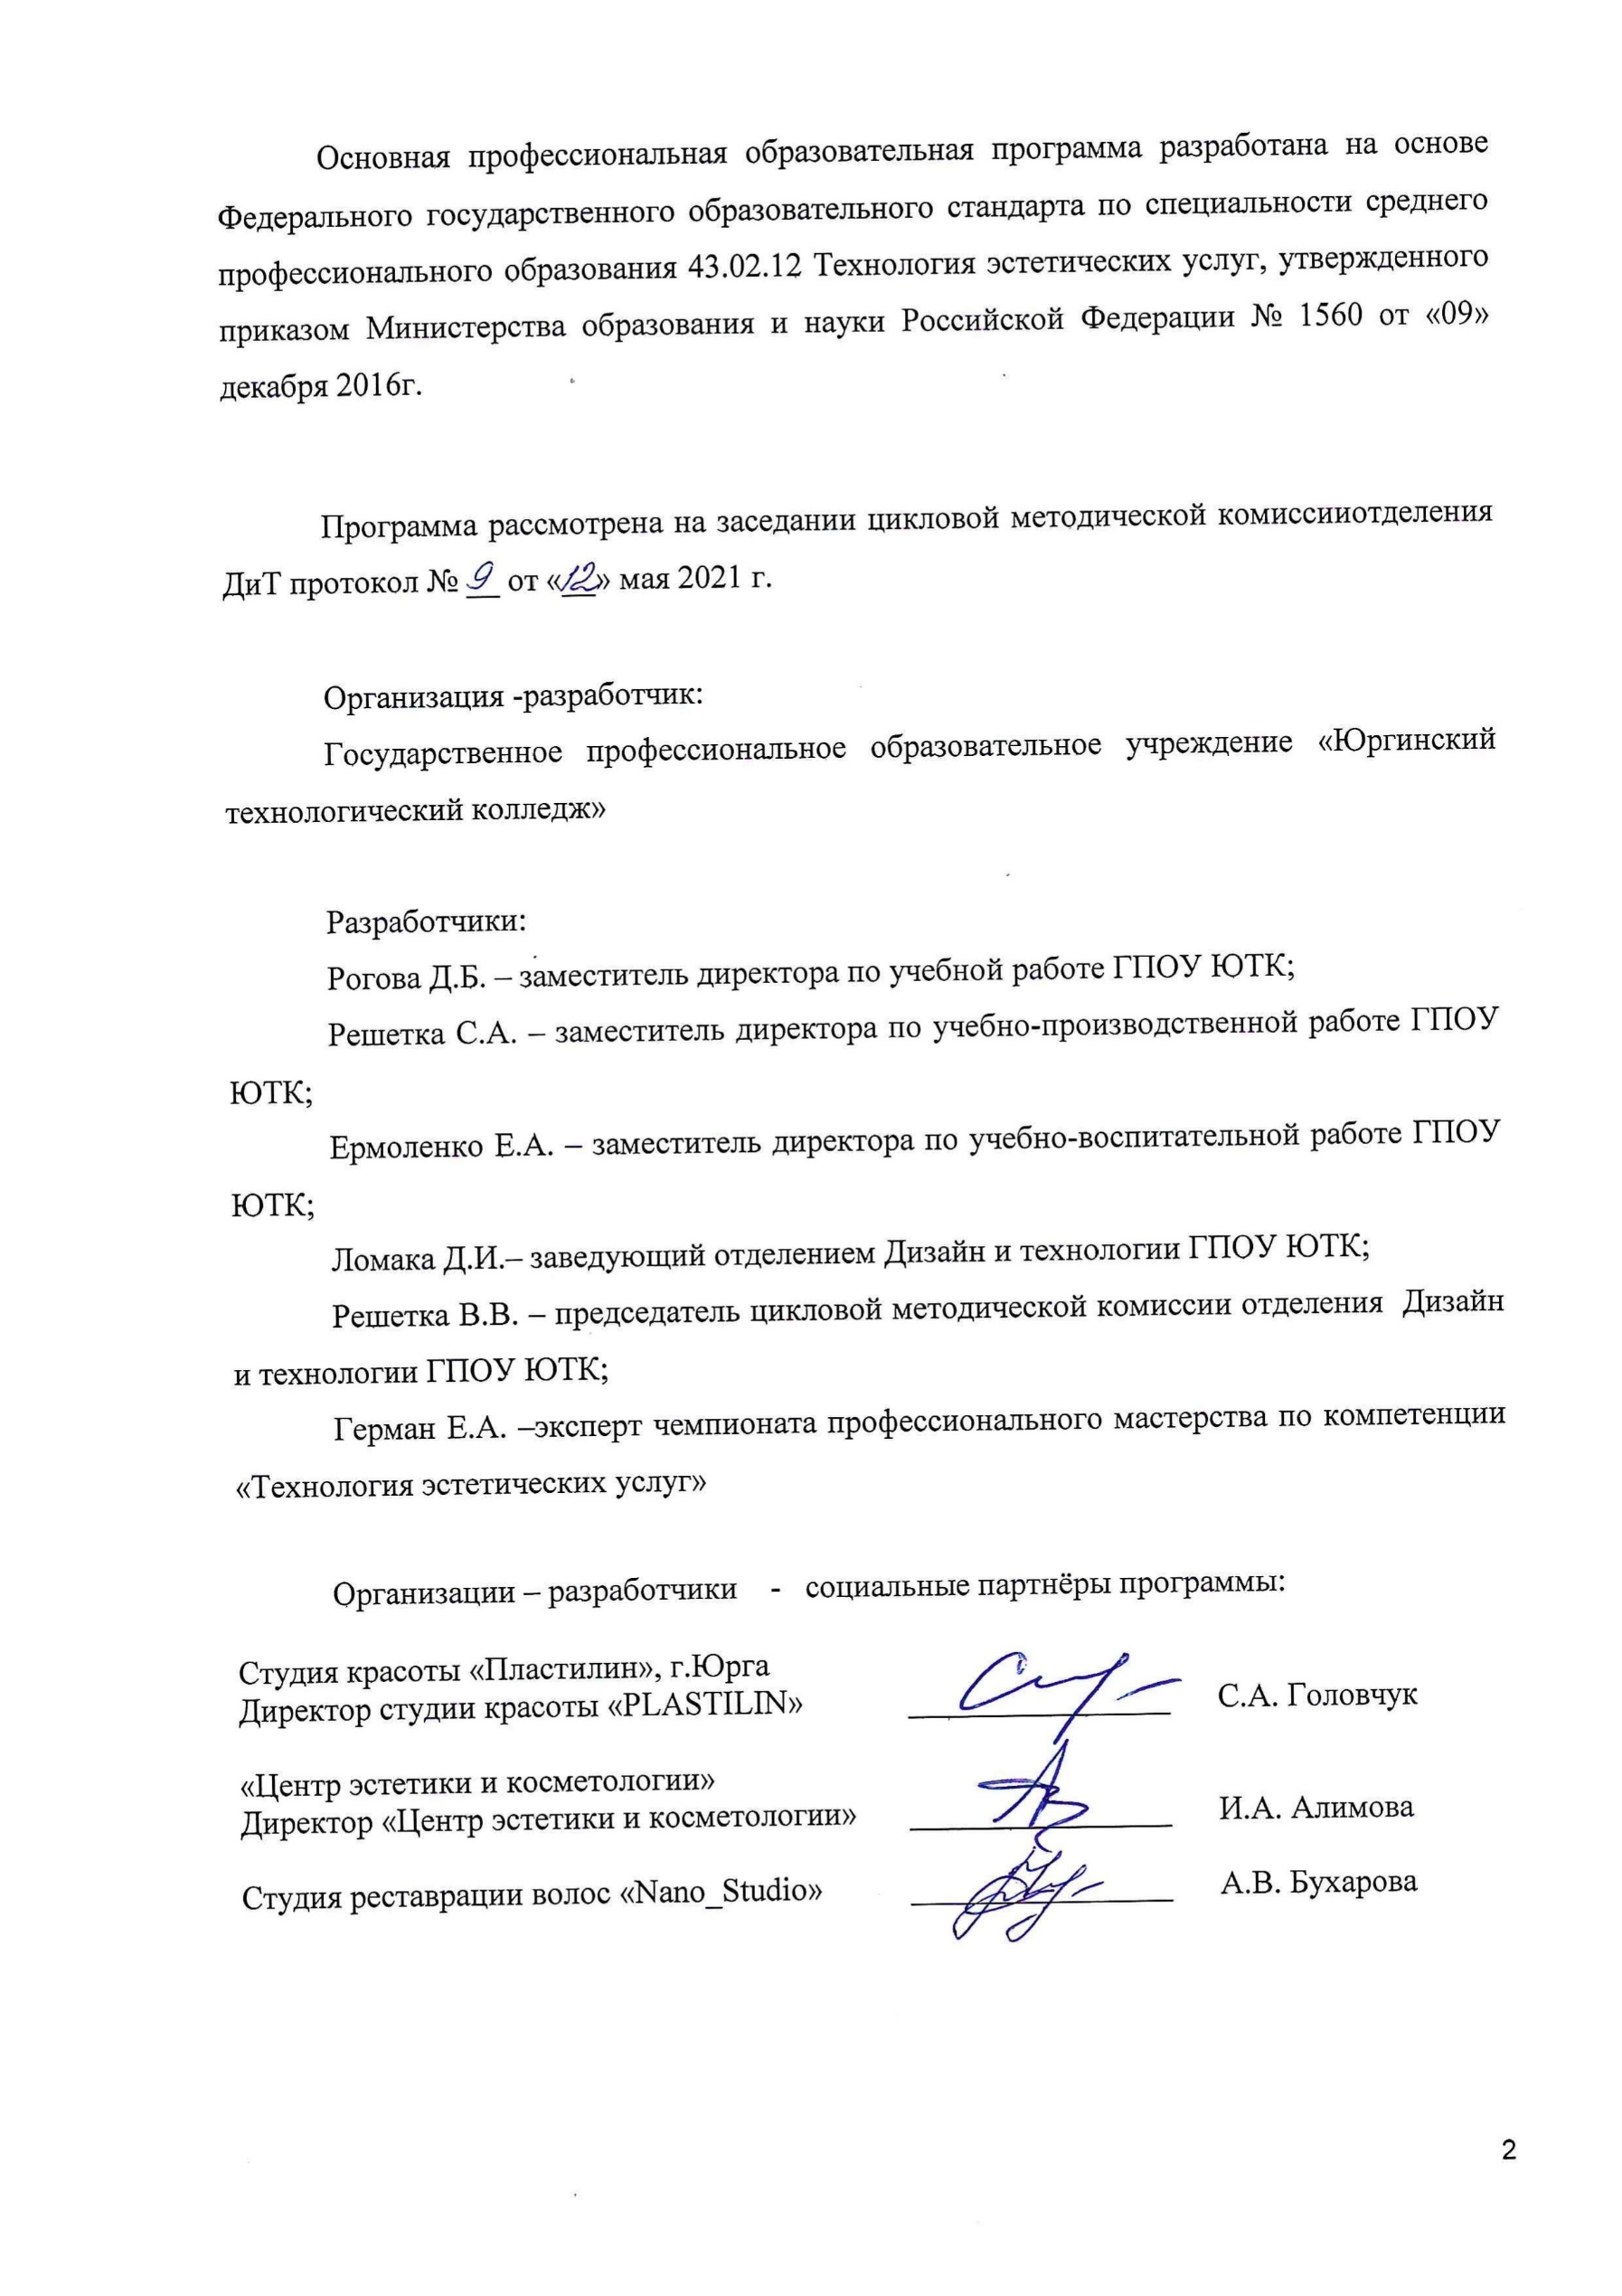 Основная профессиональная образовательная программа разработана на основе
Федерального государственного образовательного стандарта по специальности среднего
профессионального образования 43.02.12 Технология эстетических услуг, утвержденного
приказом Министерства образования и науки Российской Федерации № 1560 от «09»
декабря 2016г.
Программа рассмотрена на заседании цикловой методической комиссииотделения
ДиТ протокол № 9 от «12» мая 2021 г.
Организация -разработчик:
Государственное профессиональное образовательное учреждение «Юргинский
технологический колледж»
Разработчики:
Рогова Д.Б. – заместитель директора по учебной работе ГПОУ ЮТК;
Решетка С.А. – заместитель директора по учебно-производственной работе ГПОУ
ЮТК;
Ермоленко Е.А. – заместитель директора по учебно-воспитательной работе ГПОУ
ЮТК;
Ломака Д.И.– заведующий отделением Дизайн и технологии ГПОУ ЮТК;
Решетка В.В. – председатель цикловой методической комиссии отделения Дизайн
и технологии ГПОУ ЮТК;
Герман Е.А. –эксперт чемпионата профессионального мастерства по компетенции
«Технология эстетических услуг»
Организации – разработчики - социальные партнёры программы:
Студия красоты «Пластилин», г.Юрга
Директор студии красоты «PLASTILIN» С.А. Головчук
«Центр эстетики и косметологии»
Директор «Центр эстетики и косметологии» И.А. Алимова
Студия реставрации волос «Nano_Studio» А.В. Бухарова
2